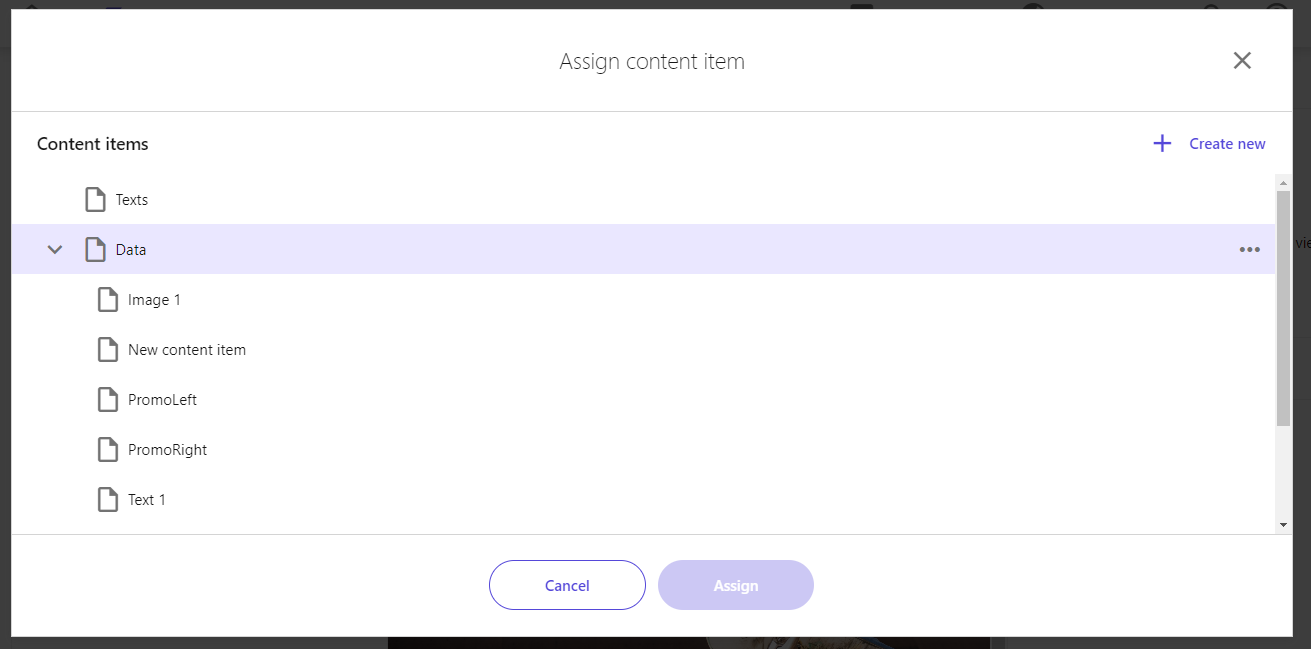 Assign content item
Content items
Create new
Texts
Data
Image 1
New content item
PromoLeft
PromoRight
Text 1
Cancel
Assign